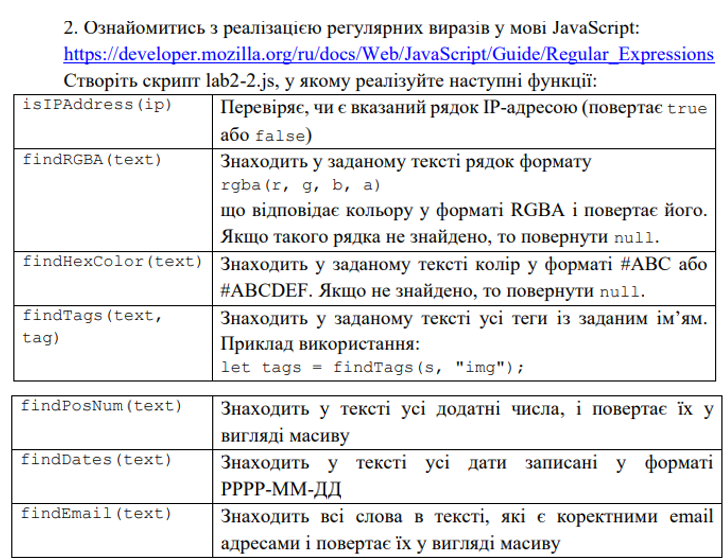 2. Ознайомитись з реалізацією регулярних виразів у мові JavaScript:
https://developer.mozilla.org/ru/docs/Web/JavaScript/Guide/Regular_Expressions
Створіть скрипт lab2-2.js, у якому реалізуйте наступні функції:
isIPAddress(ip)
Перевіряє, чи є вказаний рядок IP-адресою (повертає true
або false)
findRGBA(text)
Знаходить у заданому тексті рядок формату
rgba(r, g, b, a)
що відповідає кольору у форматі RGBA і повертає його.
Якщо такого рядка не знайдено, то повернути null.
findHexColor(text)
Знаходить у заданому тексті колір у форматі #ABC або
#ABCDEF. Якщо не знайдено, то повернути null.
findTags(text,
tag)
Знаходить у заданому тексті усі теги із заданим ім’ям.
Приклад використання:
let tags = findTags(s, "img");
findPosNum(text)
Знаходить у тексті усі додатні числа, і повертає їх у
вигляді масиву
findDates(text)
Знаходить у тексті усі дати записані у форматі
РРРР-ММ-ДД
findEmail(text)
Знаходить всі слова в тексті, які є коректними email
адресами і повертає їх у вигляді масиву